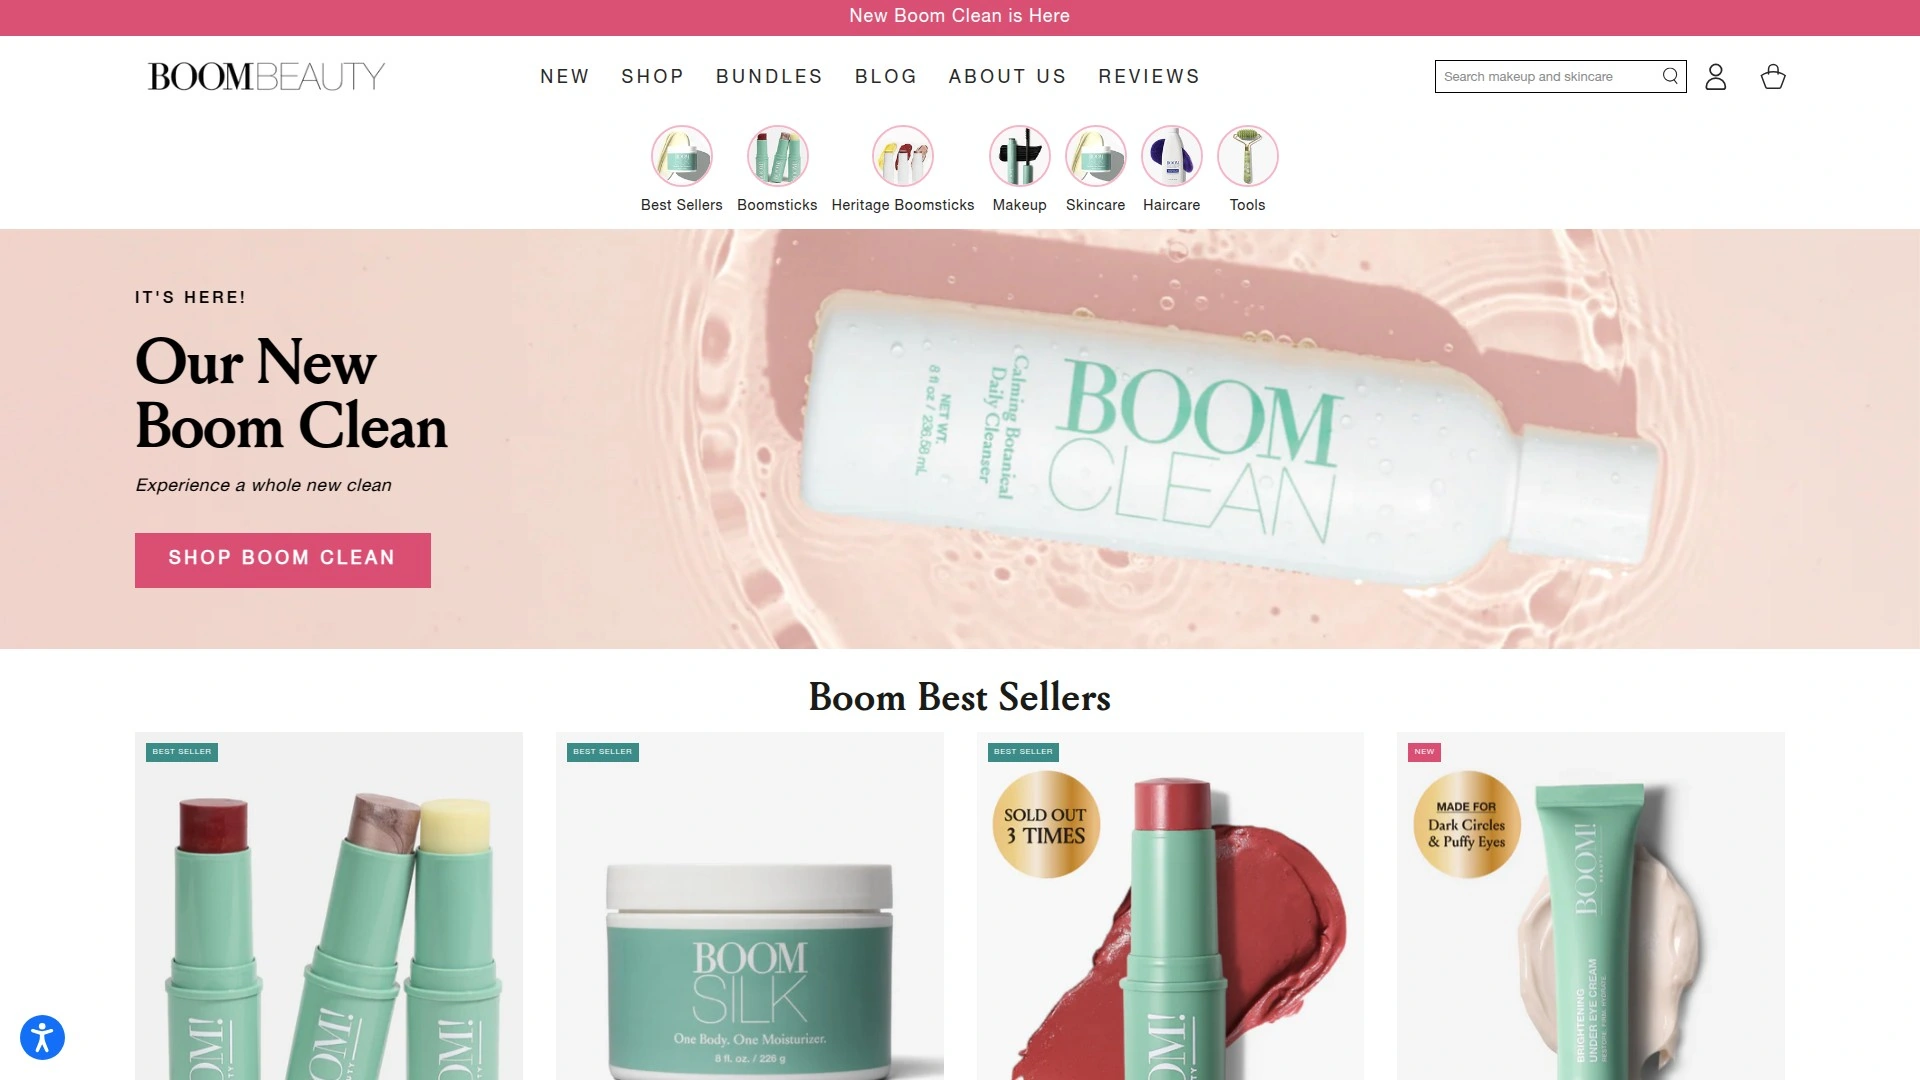 New Boom Clean is Here
BOOMBEAUTY
NEW SHOP BUNDLES BLOG ABOUT US REVIEWS
Search makeup and skincare
Best Sellers Boomsticks Heritage Boomsticks Makeup Skincare Haircare Tools
IT'S HERE!
Our New
Boom Clean
Experience a whole new clean
SHOP BOOM CLEAN
BOOM
CLEAN
Calming Botanical
Daily Cleanser
NET WT.
8 fl oz / 236.58 mL
Boom Best Sellers
BEST SELLER
BEST SELLER
BOOM
SILK
One Body. One Moisturizer.
8 fl. oz. / 226 g
BEST SELLER
SOLD OUT
3 TIMES
NEW
MADE FOR
Dark Circles
& Puffy Eyes
BOOM!
BRIGHTENING
UNDER EYE CREAM